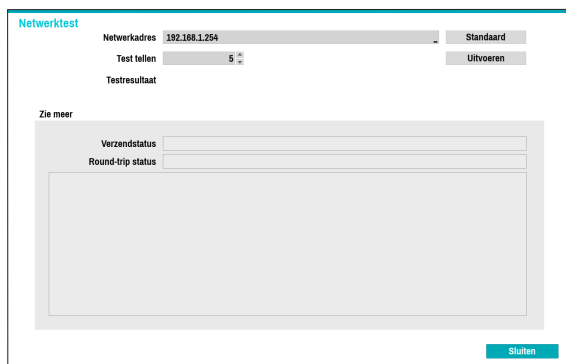 Netwerktest
Netwerkadres 192.168.1.254 Standaard
Test tellen 5 Uitvoeren
Testresultaat
Zie meer
Verzendstatus
Round-trip status
Sluiten